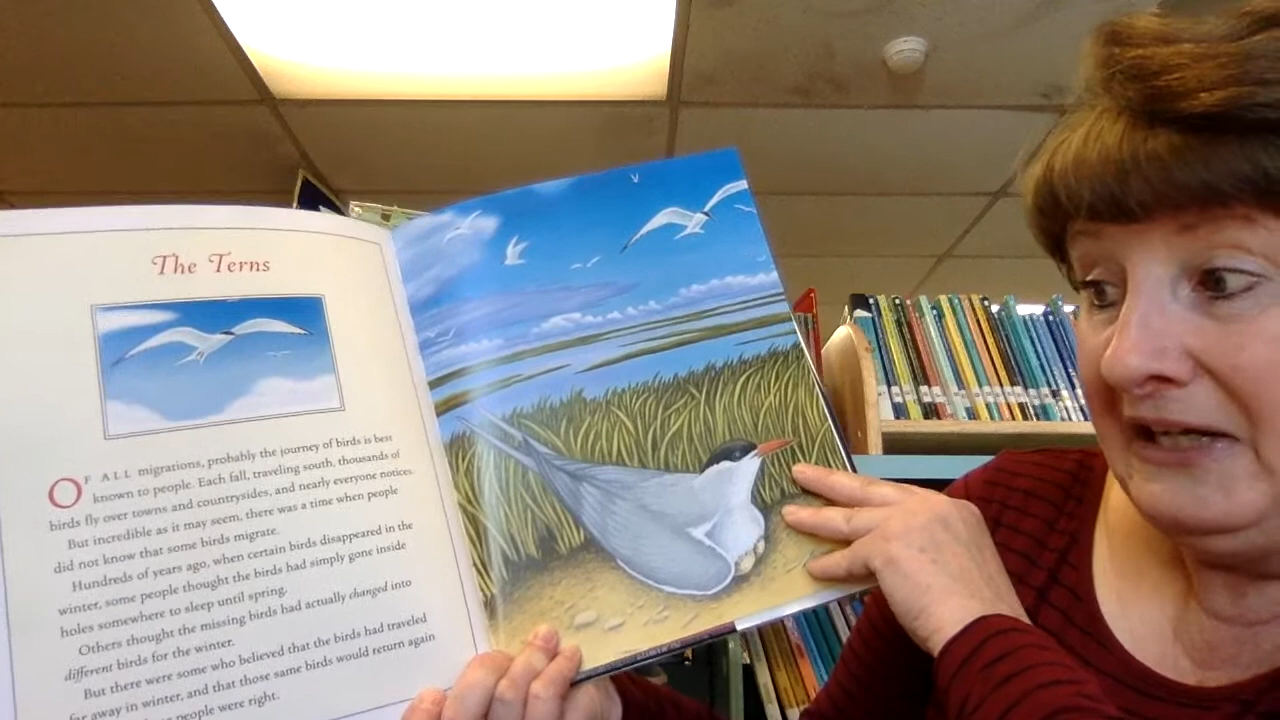 The Terns
OF ALL migrations, probably the journey of birds is best
known to people. Each fall, traveling south, thousands of
birds fly over towns and countrysides, and nearly everyone notices.
But incredible as it may seem, there was a time when people
did not know that some birds migrate.
Hundreds of years ago, when certain birds disappeared in the
winter, some people thought the birds had simply gone inside
holes somewhere to sleep until spring.
Others thought the missing birds had actually changed into
different birds for the winter.
But there were some who believed that the birds had traveled
far away in winter, and that those same birds would return again
people were right.